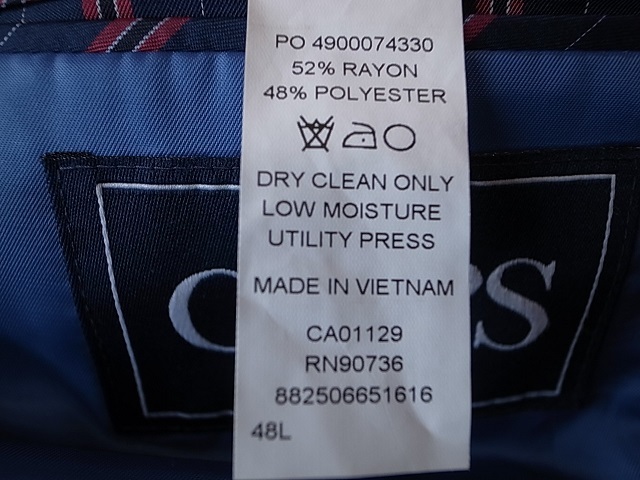 PO 4900074330
52% RAYON
48% POLYESTER
DRY CLEAN ONLY
LOW MOISTURE
UTILITY PRESS
MADE IN VIETNAM
CA01129
RN90736
882506651616
48L